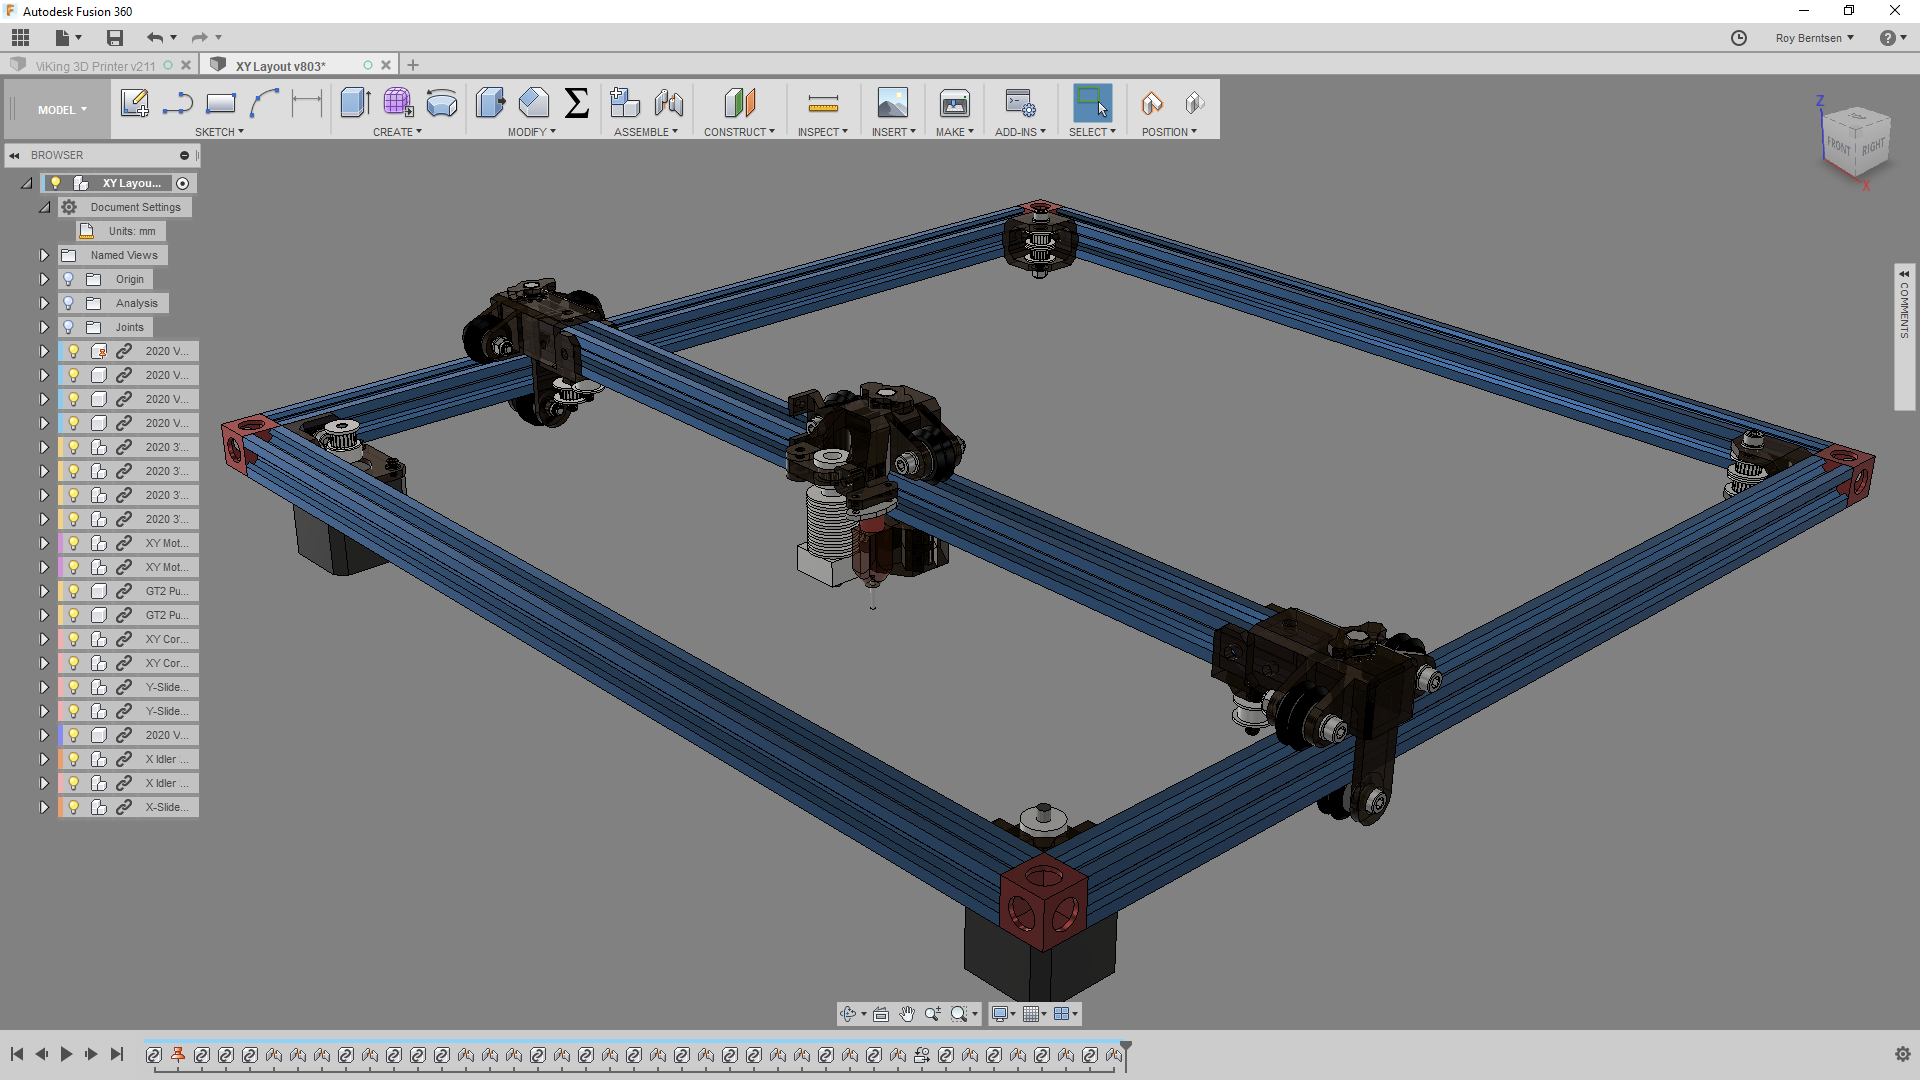 Autodesk Fusion 360
Roy Berntsen
ViKing 3D Printer v211
XY Layout v803*
MODEL
SKETCH
CREATE
MODIFY
ASSEMBLE
CONSTRUCT
INSPECT
INSERT
MAKE
ADD-INS
SELECT
POSITION
Z
TOP
FRONT
RIGHT
X
BROWSER
XY Layou...
Document Settings
Units: mm
Named Views
Origin
Analysis
Joints
2020 V...
2020 V...
2020 V...
2020 V...
2020 3'...
2020 3'...
2020 3'...
2020 3'...
XY Mot...
XY Mot...
GT2 Pu...
GT2 Pu...
XY Cor...
XY Cor...
Y-Slide...
Y-Slide...
2020 V...
X Idler ...
X Idler ...
X-Slide...
COMMENTS